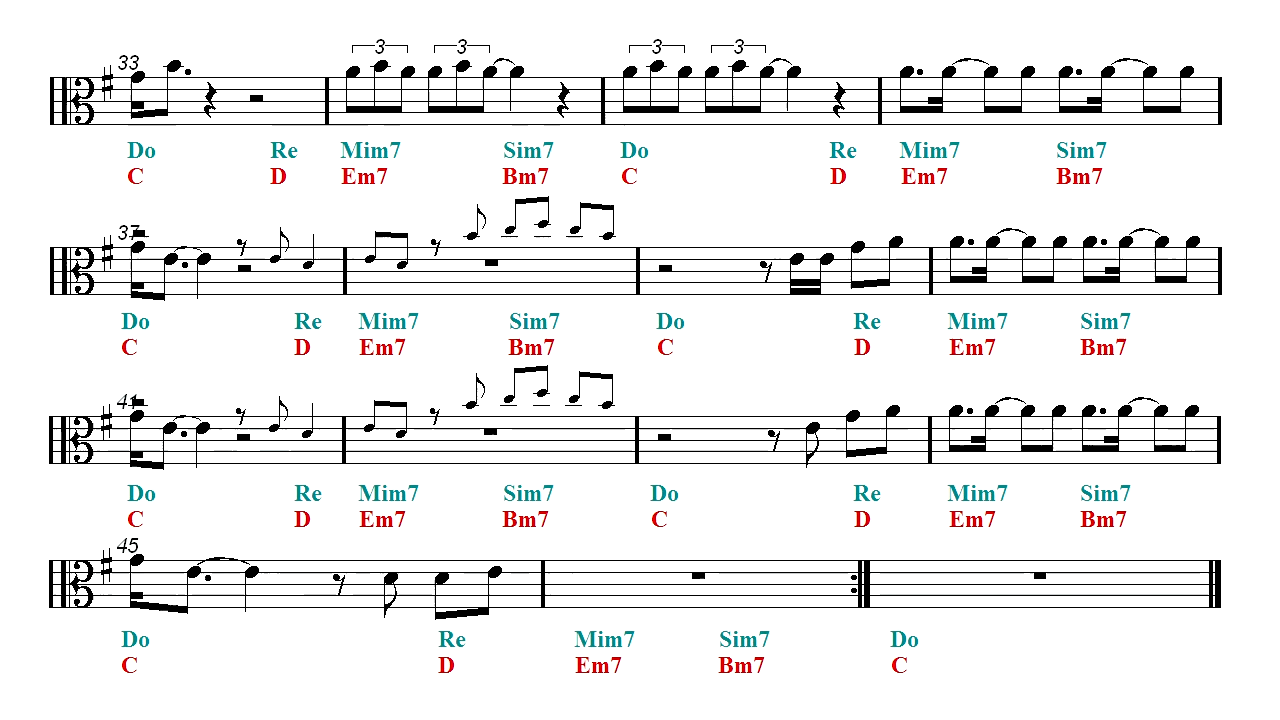 33 3 3 3 3
Do Re Mim7 Sim7 Do Re Mim7 Sim7
C D Em7 Bm7 C D Em7 Bm7
37
Do Re Mim7 Sim7 Do Re Mim7 Sim7
C D Em7 Bm7 C D Em7 Bm7
41
Do Re Mim7 Sim7 Do Re Mim7 Sim7
C D Em7 Bm7 C D Em7 Bm7
45
Do Re Mim7 Sim7 Do
C D Em7 Bm7 C